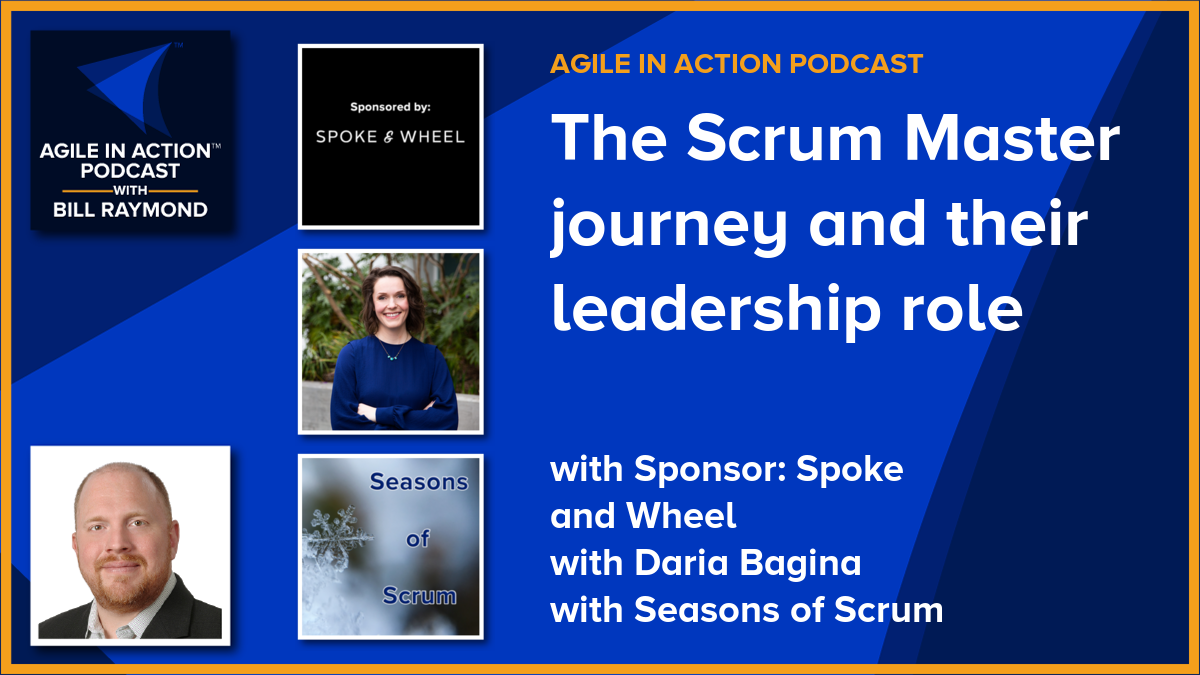 AGILE IN ACTION™
PODCAST
WITH
BILL RAYMOND
Sponsored by:
SPOKE & WHEEL
Seasons
of
Scrum
AGILE IN ACTION PODCAST
The Scrum Master
journey and their
leadership role
with Sponsor: Spoke
and Wheel
with Daria Bagina
with Seasons of Scrum